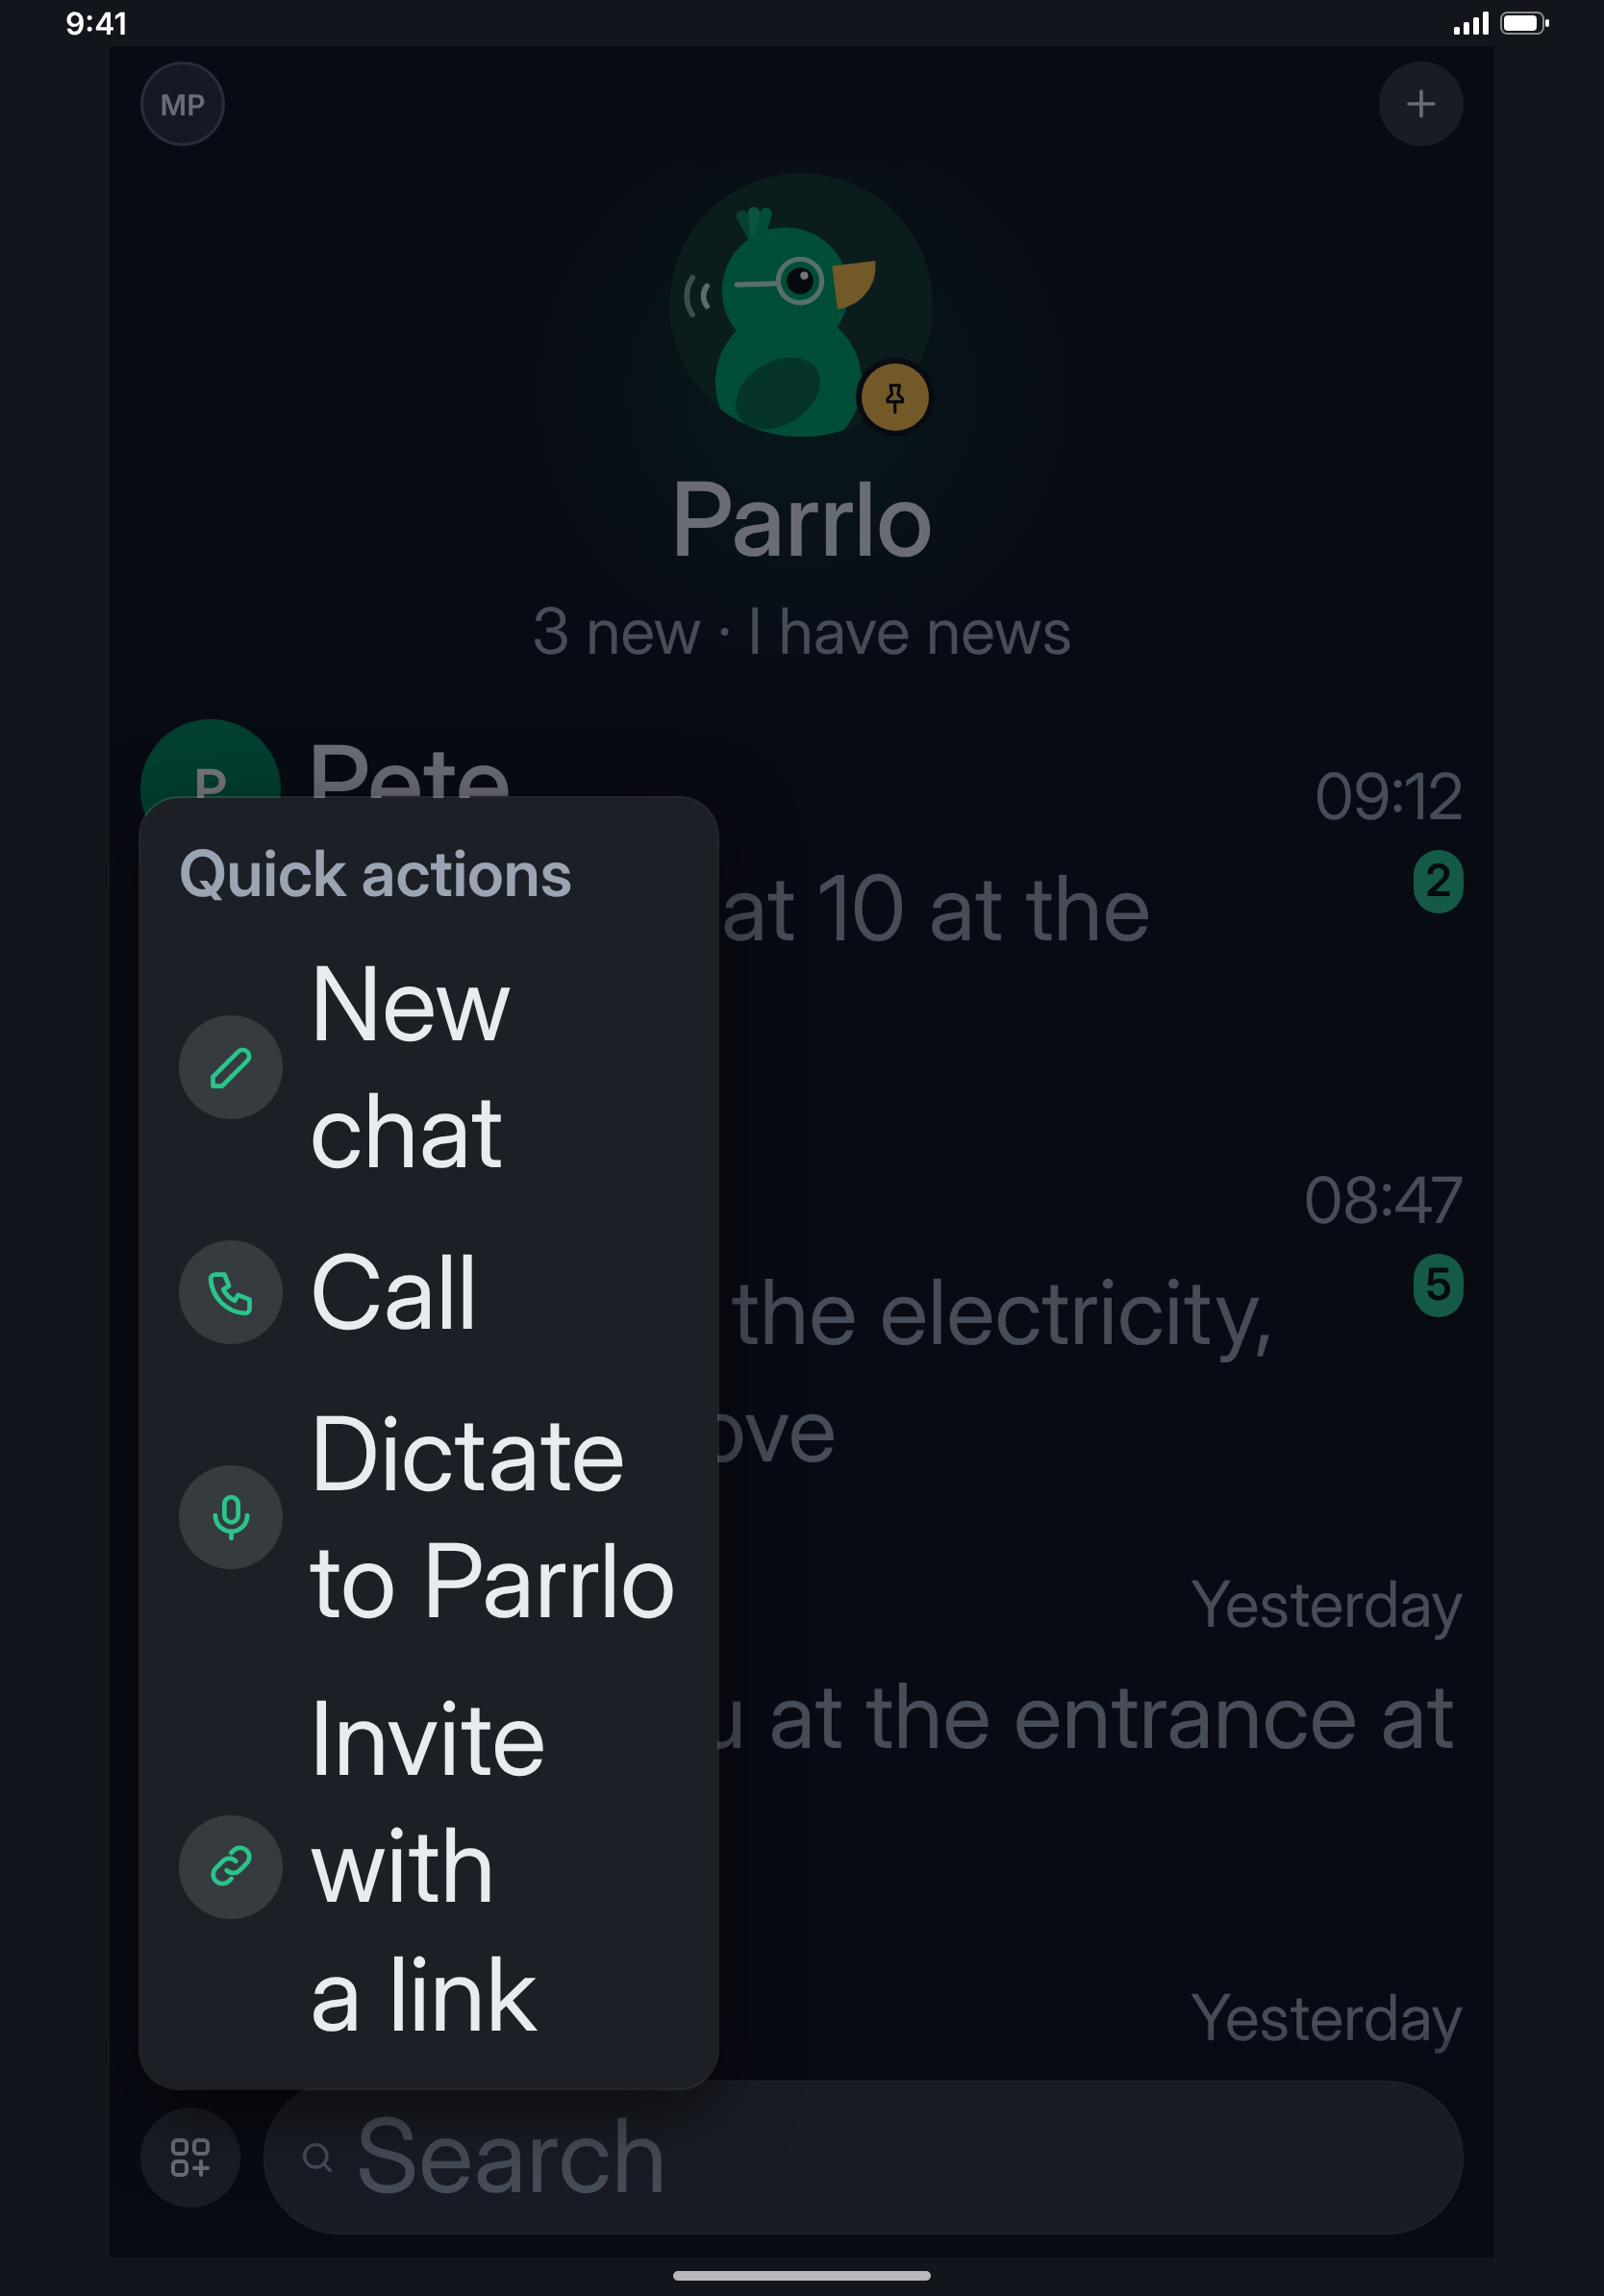 9:41
MP
Parrlo
3 new · I have news
Pete
09:12
Quick actions
at 10 at the
2
New
chat
08:47
Call
the electricity,
5
Dictate
to Parrlo
Yesterday
at the entrance at
Invite
with
a link
Yesterday
Search